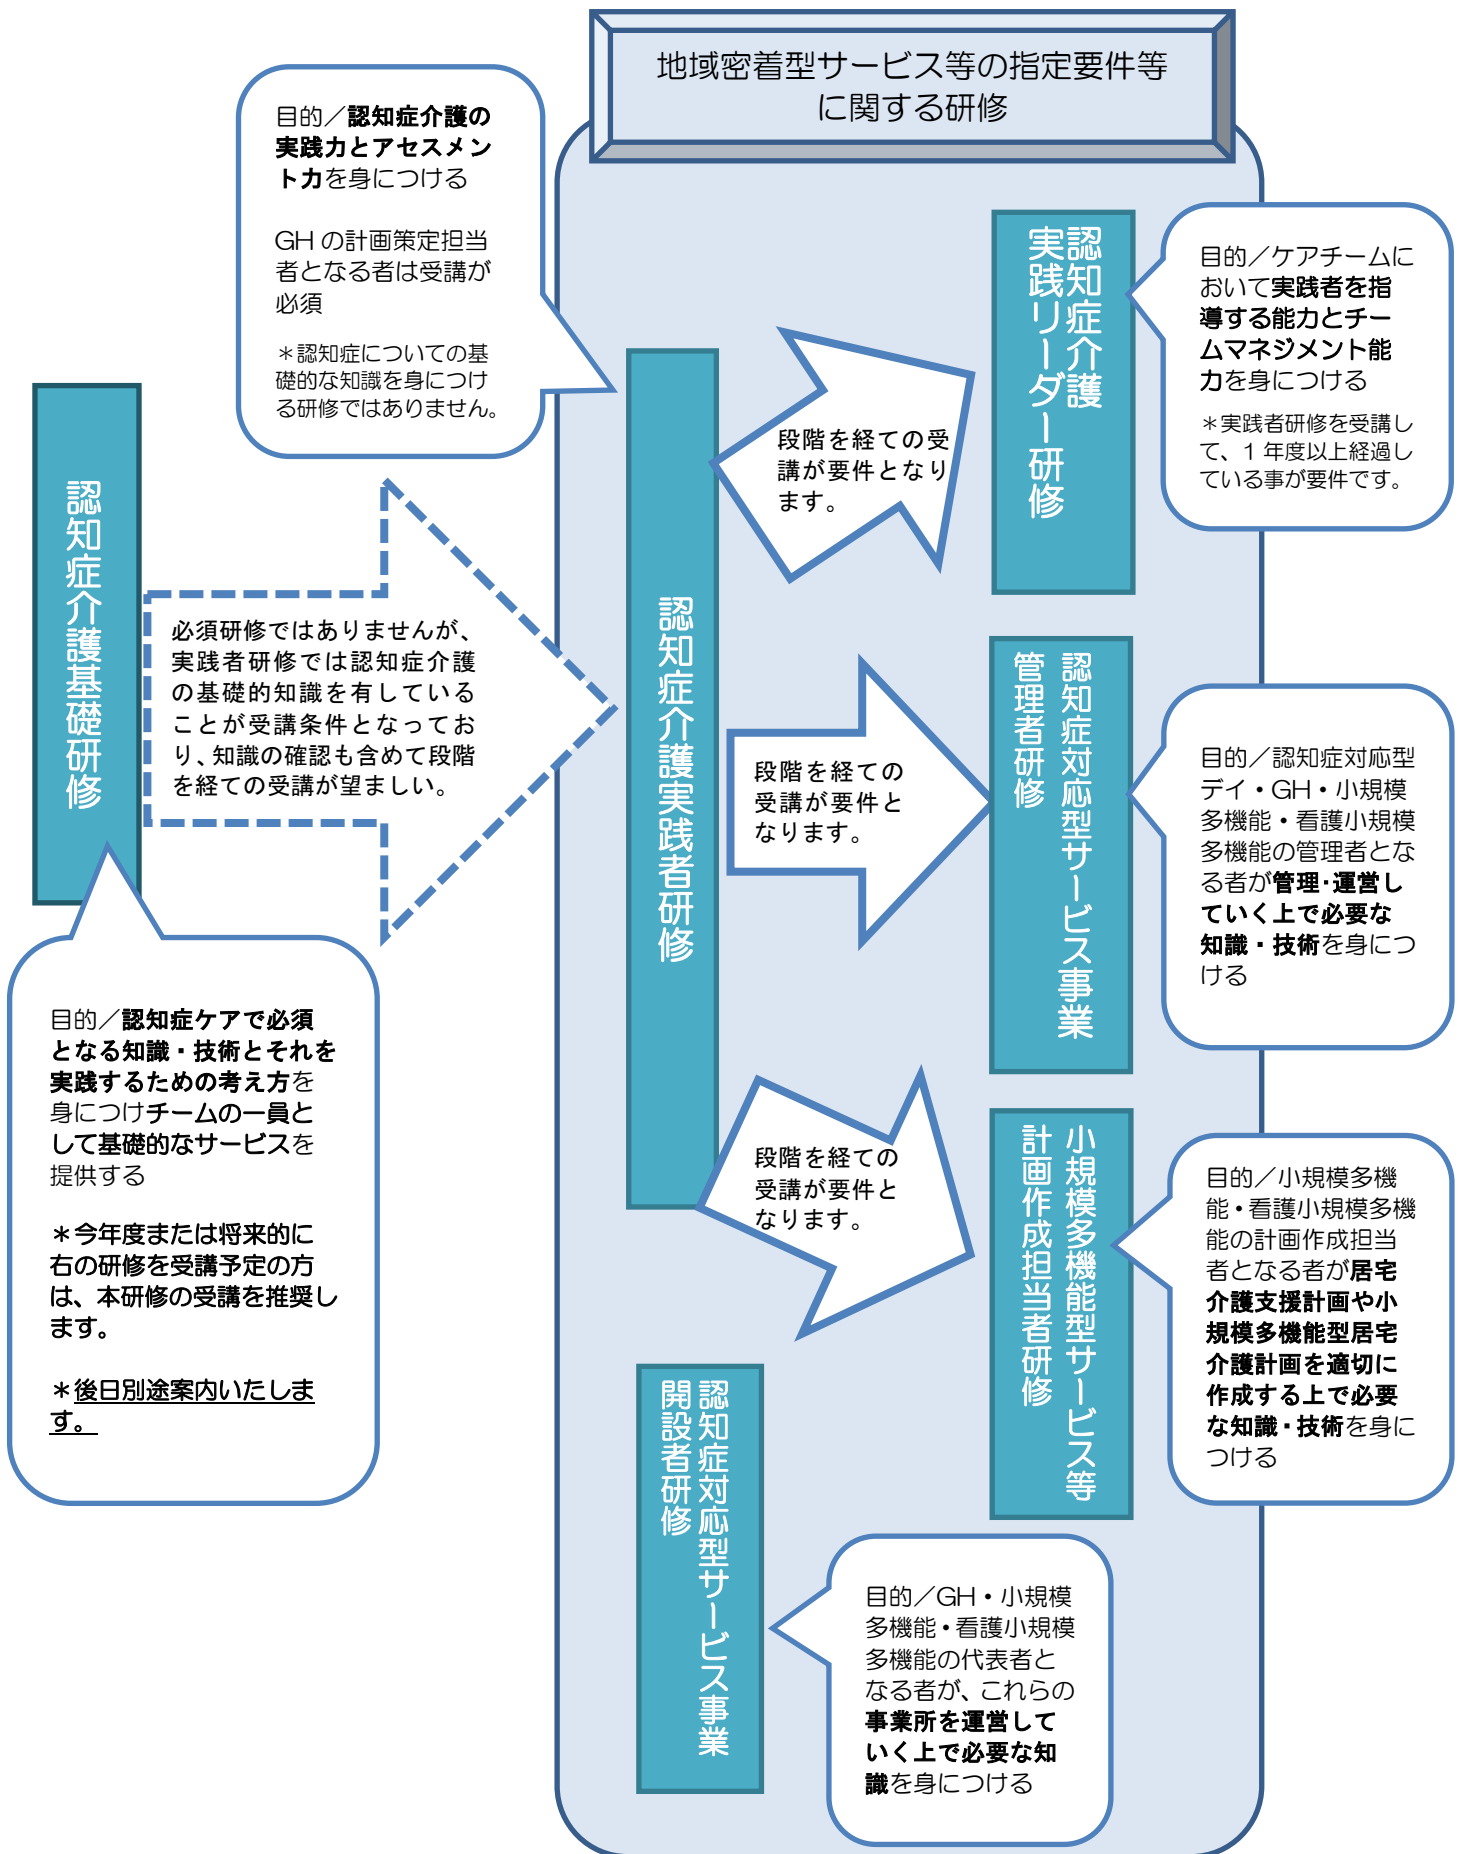 地域密着型サービス等の指定要件等
に関する研修
目的／認知症介護の
実践力とアセスメン
ト力を身につける
GH の計画策定担当
者となる者は受講が
必須
＊認知症についての基
礎的な知識を身につけ
る研修ではありません。
認知症介護基礎研修
必須研修ではありませんが、
実践者研修では認知症介護
の基礎的知識を有している
ことが受講条件となってお
り、知識の確認も含めて段階
を経ての受講が望ましい。
目的／認知症ケアで必須
となる知識・技術とそれを
実践するための考え方を
身につけチームの一員と
して基礎的なサービスを
提供する
＊今年度または将来的に
右の研修を受講予定の方
は、本研修の受講を推奨し
ます。
＊後日別途案内いたしま
す。
認知症介護実践者研修
段階を経ての受
講が要件となり
ます。
認知症介護
実践リーダー研修
目的／ケアチームに
おいて実践者を指
導する能力とチー
ムマネジメント能
力を身につける
＊実践者研修を受講し
て、1 年度以上経過し
ている事が要件です。
段階を経ての
受講が要件と
なります。
認知症対応型サービス事業
管理者研修
目的／認知症対応型
デイ・GH・小規模
多機能・看護小規模
多機能の管理者とな
る者が管理・運営し
ていく上で必要な
知識・技術を身につ
ける
段階を経ての
受講が要件と
なります。
小規模多機能型サービス等
計画作成担当者研修
目的／小規模多機
能・看護小規模多機
能の計画作成担当
者となる者が居宅
介護支援計画や小
規模多機能型居宅
介護計画を適切に
作成する上で必要
な知識・技術を身に
つける
認知症対応型サービス事業
開設者研修
目的／GH・小規模
多機能・看護小規模
多機能の代表者と
なる者が、これらの
事業所を運営して
いく上で必要な知
識を身につける